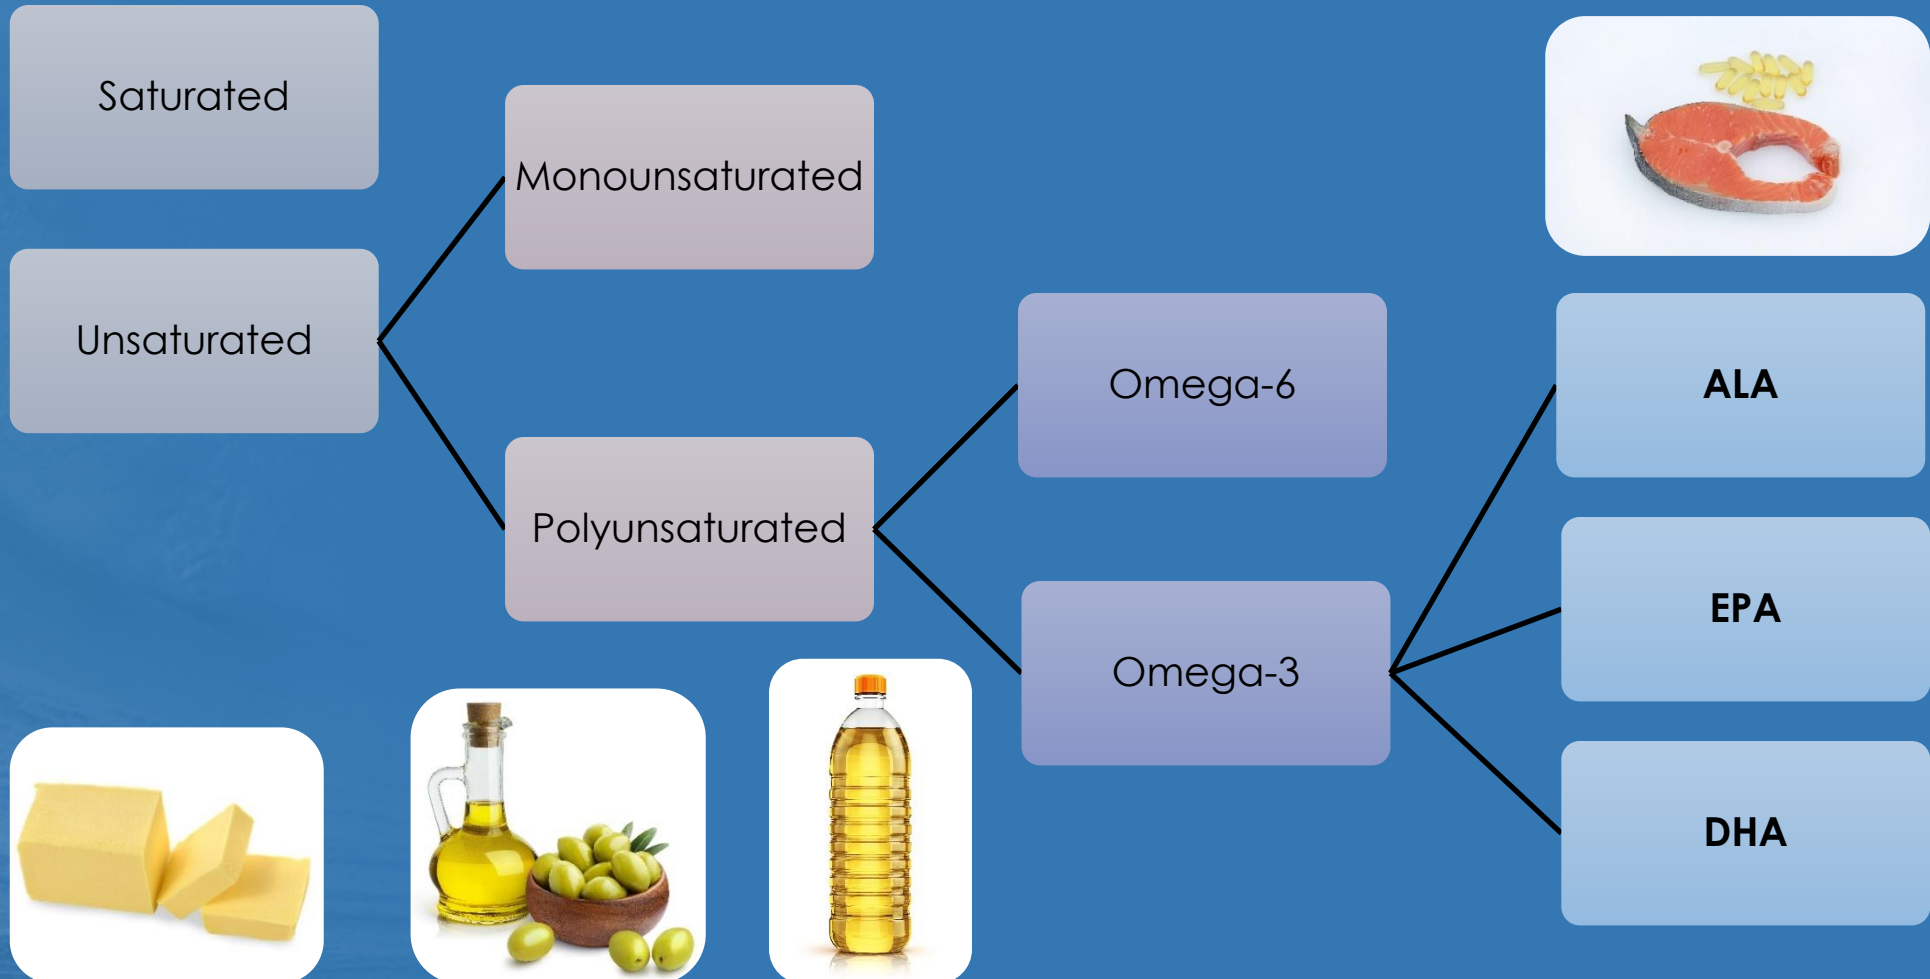 Saturated
Unsaturated
Monounsaturated
Polyunsaturated
Omega-6
Omega-3
ALA
EPA
DHA